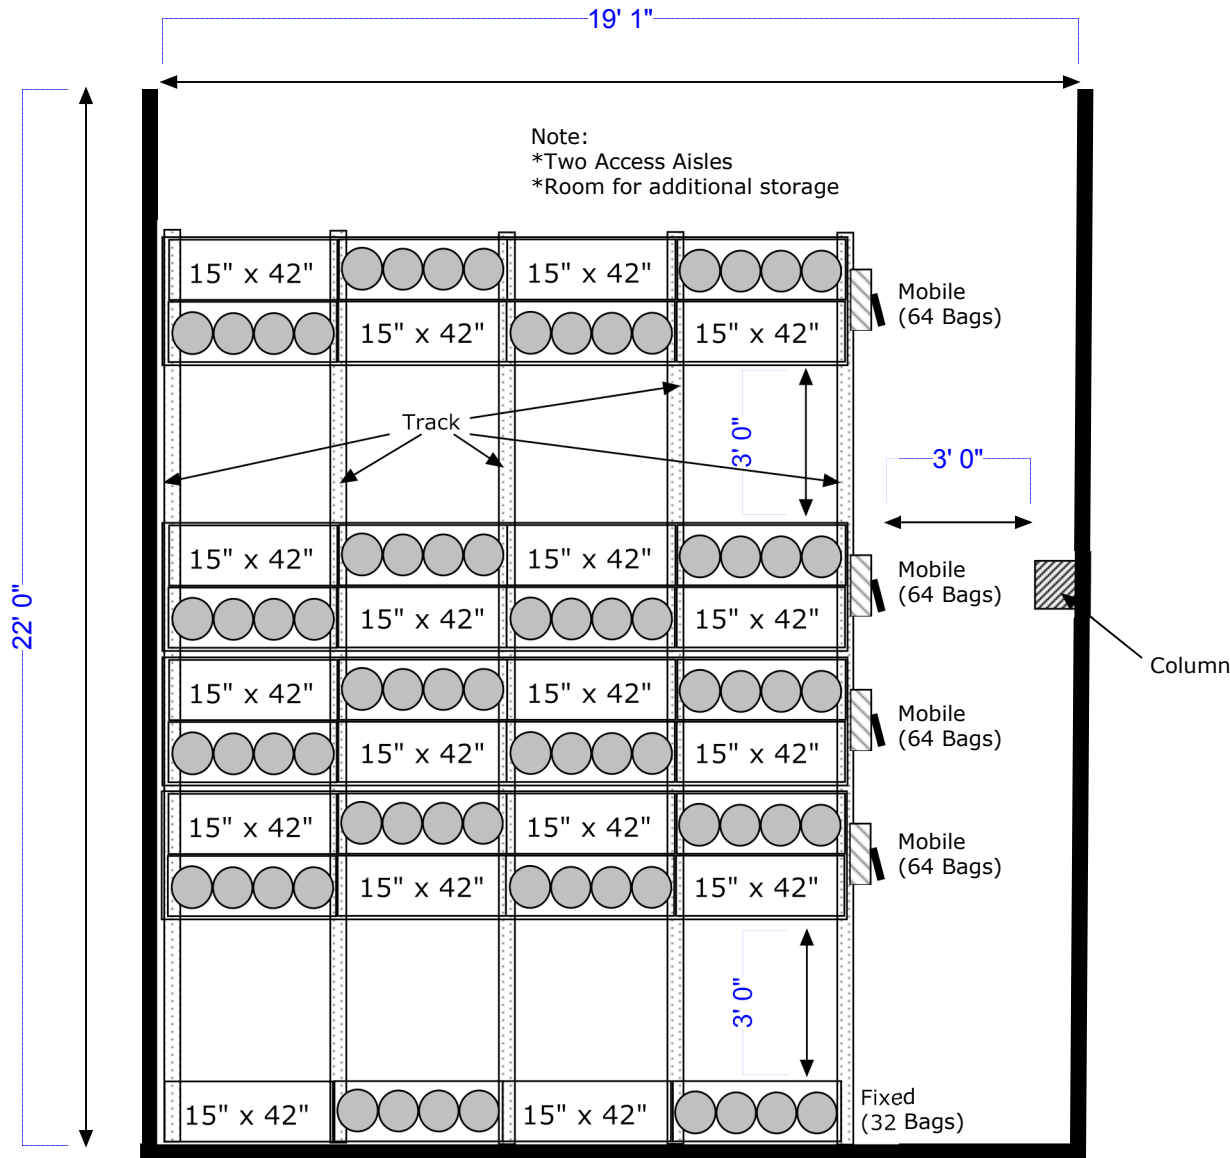 19' 1"
Note:
*Two Access Aisles
*Room for additional storage
15" x 42" 15" x 42"
Mobile
(64 Bags)
15" x 42" 15" x 42"
Track
3' 0"
3' 0"
15" x 42" 15" x 42"
Mobile
(64 Bags)
15" x 42" 15" x 42"
22' 0"
Column
15" x 42" 15" x 42"
Mobile
(64 Bags)
15" x 42" 15" x 42"
15" x 42" 15" x 42"
Mobile
(64 Bags)
15" x 42" 15" x 42"
3' 0"
15" x 42" 15" x 42"
Fixed
(32 Bags)